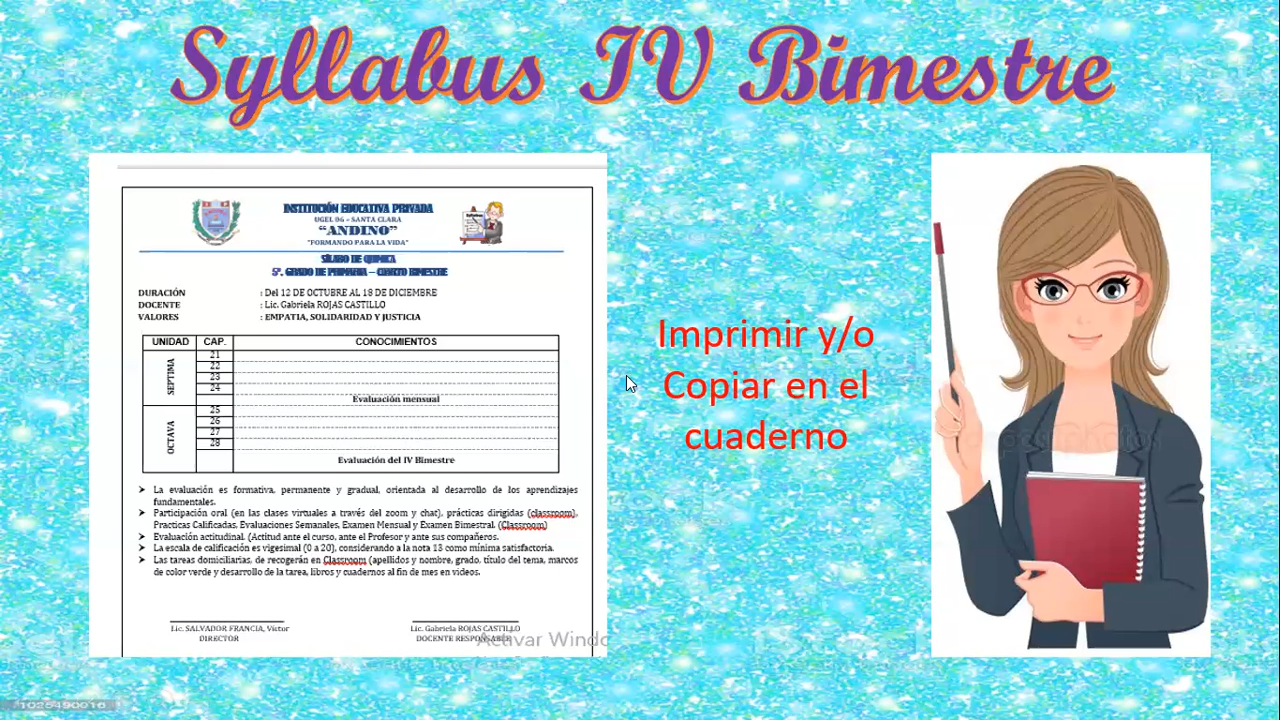 Syllabus IV Bimestre
INSTITUCIÓN EDUCATIVA PRIVADA
UGEL 06 – SANTA CLARA
“ANDINO”
“FORMANDO PARA LA VIDA”
SÍLABO DE QUIMICA
5º. GRADO DE PRIMARIA – CUARTO BIMESTRE
DURACIÓN : Del 12 DE OCTUBRE AL 18 DE DICIEMBRE
DOCENTE : Lic. Gabriela ROJAS CASTILLO
VALORES : EMPATIA, SOLIDARIDAD Y JUSTICIA
UNIDAD CAP. CONOCIMIENTOS
SEPTIMA
21
22
23
24
Evaluación mensual
OCTAVA
25
26
27
28
Evaluación del IV Bimestre
➢ La evaluación es formativa, permanente y gradual, orientada al desarrollo de los aprendizajes
fundamentales.
➢ Participación oral (en las clases virtuales a través del zoom y chat), prácticas dirigidas (classroom),
Practicas Calificadas, Evaluaciones Semanales, Examen Mensual y Examen Bimestral. (Classroom)
➢ Evaluación actitudinal. (Actitud ante el curso, ante el Profesor y ante sus compañeros.
➢ La escala de calificación es vigesimal (0 a 20), considerando a la nota 13 como mínima satisfactoria.
➢ Las tareas domiciliarias, de recogerán en Classroom (apellidos y nombre, grado, título del tema, marcos
de color verde y desarrollo de la tarea, libros y cuadernos al fin de mes en videos.
Lic. SALVADOR FRANCIA, Víctor
DIRECTOR
Lic. Gabriela ROJAS CASTILLO
DOCENTE RESPONSABLE
Activar Windo
Imprimir y/o
Copiar en el
cuaderno
depositphotos
1025490016